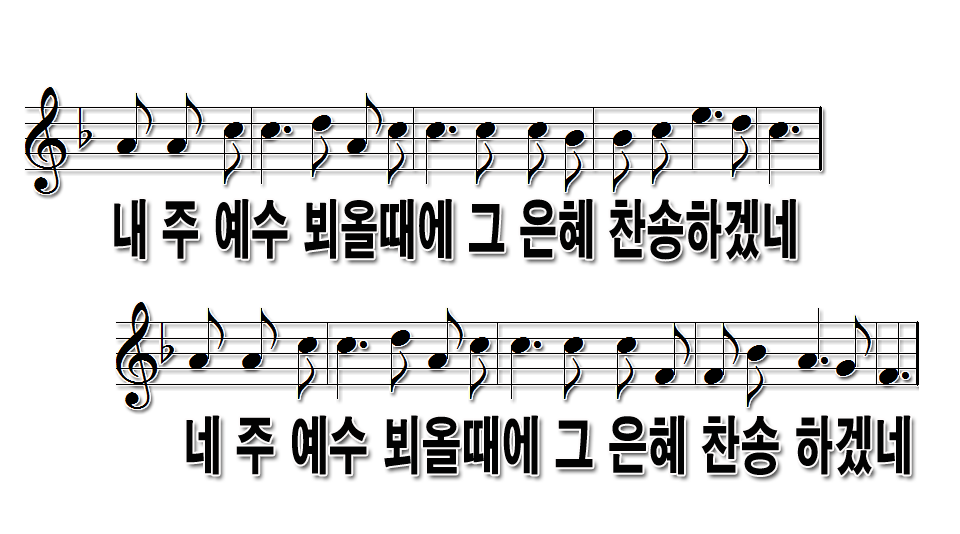 내 주 예수 뵈올때에 그 은혜 찬송하겠네
네 주 예수 뵈올때에 그 은혜 찬송 하겠네